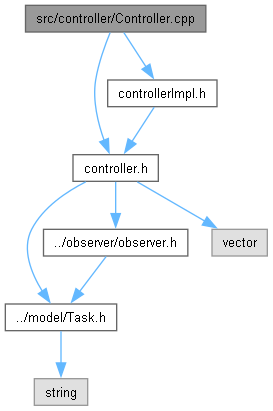 src/controller/Controller.cpp
controllerImpl.h
controller.h
../observer/observer.h
vector
../model/Task.h
string